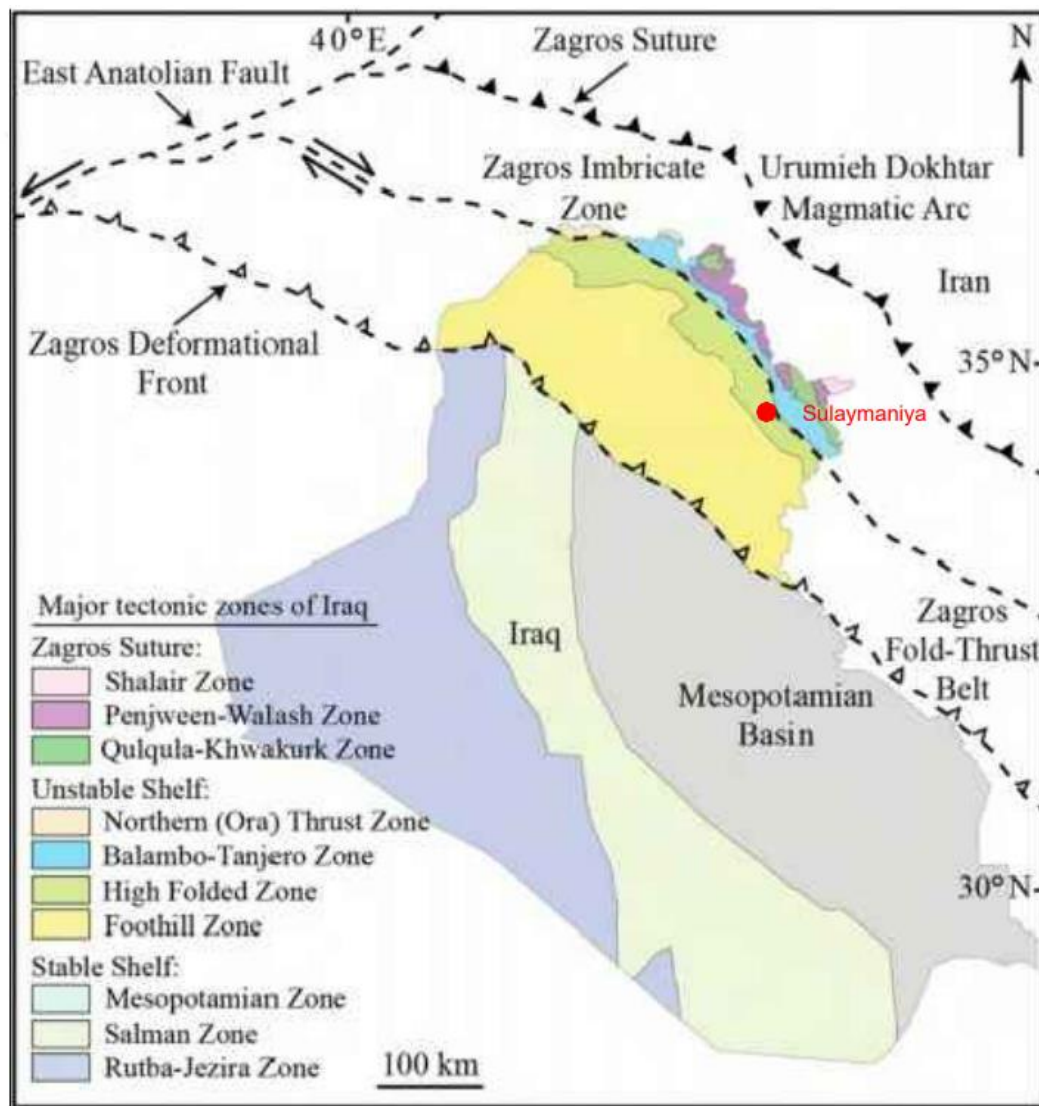 40°E
Zagros Suture
N
East Anatolian Fault
Zagros Imbricate
Zone
Urumieh Dokhtar
Magmatic Arc
Iran
Zagros Deformational
Front
35°N
Sulaymaniya
Major tectonic zones of Iraq
Zagros Suture:
Shalair Zone
Penjween-Walash Zone
Qulqula-Khwakurk Zone
Unstable Shelf:
Northern (Ora) Thrust Zone
Balambo-Tanjero Zone
High Folded Zone
Foothill Zone
Stable Shelf:
Mesopotamian Zone
Salman Zone
Rutba-Jezira Zone
Iraq
Mesopotamian
Basin
Zagros
Fold-Thrust
Belt
30°N
100 km